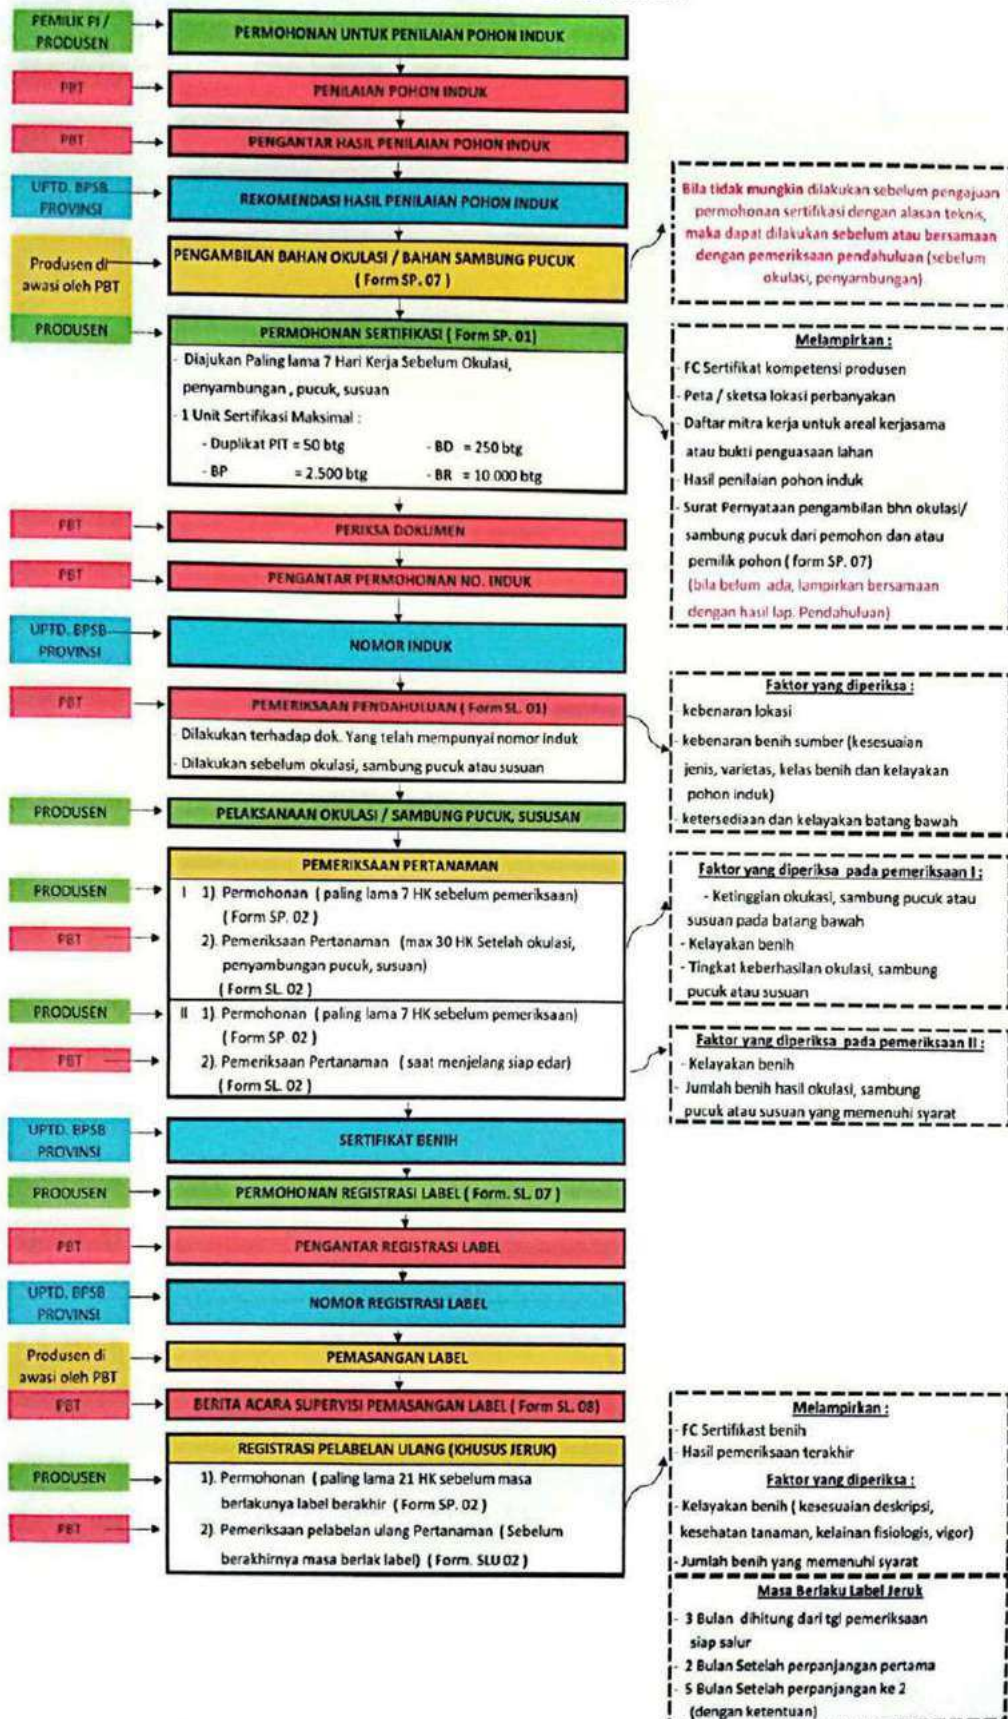 PEMILIK PI /
PRODUSEN
PERMOHONAN UNTUK PENILAIAN POHON INDUK
PBT
PENILAIAN POHON INDUK
PBT
PENGANTAR HASIL PENILAIAN POHON INDUK
UPTD. BPSB
PROVINSI
REKOMENDASI HASIL PENILAIAN POHON INDUK
Bila tidak mungkin dilakukan sebelum pengajuan
permohonan sertifikasi dengan alasan teknis,
maka dapat dilakukan sebelum atau bersamaan
dengan pemeriksaan pendahuluan (sebelum
okulasi, penyambungan)
Produsen di
awasi oleh PBT
PENGAMBILAN BAHAN OKULASI / BAHAN SAMBUNG PUCUK
( Form SP. 07 )
PRODUSEN
PERMOHONAN SERTIFIKASI ( Form SP. 01)
- Diajukan Paling lama 7 Hari Kerja Sebelum Okulasi,
penyambungan , pucuk, susuan
- 1 Unit Sertifikasi Maksimal :
- Duplikat PIT = 50 btg - BD = 250 btg
- BP = 2.500 btg - BR = 10.000 btg
Melampirkan :
- FC Sertifikat kompetensi produsen
- Peta / sketsa lokasi perbanyakan
- Daftar mitra kerja untuk areal kerjasama
atau bukti penguasaan lahan
- Hasil penilaian pohon induk
- Surat Pernyataan pengambilan bhn okulasi/
sambung pucuk dari pemohon dan atau
pemilik pohon ( form SP. 07)
(bila belum ada, lampirkan bersamaan
dengan hasil lap. Pendahuluan)
PBT
PERIKSA DOKUMEN
PBT
PENGANTAR PERMOHONAN NO. INDUK
UPTD. BPSB
PROVINSI
NOMOR INDUK
PBT
PEMERIKSAAN PENDAHULUAN ( Form SL. 01)
- Dilakukan terhadap dok. Yang telah mempunyai nomor induk
- Dilakukan sebelum okulasi, sambung pucuk atau susuan
Faktor yang diperiksa :
- kebenaran lokasi
- kebenaran benih sumber (kesesuaian
jenis, varietas, kelas benih dan kelayakan
pohon induk)
- ketersediaan dan kelayakan batang bawah
PRODUSEN
PELAKSANAAN OKULASI / SAMBUNG PUCUK, SUSUSAN
PEMERIKSAAN PERTANAMAN
PRODUSEN
I 1). Permohonan ( paling lama 7 HK sebelum pemeriksaan)
( Form SP. 02 )
PBT
2). Pemeriksaan Pertanaman (max 30 HK Setelah okulasi,
penyambungan pucuk, susuan)
( Form SL. 02 )
Faktor yang diperiksa pada pemeriksaan I :
- Ketinggian okukasi, sambung pucuk atau
susuan pada batang bawah
- Kelayakan benih
- Tingkat keberhasilan okulasi, sambung
pucuk atau susuan
PRODUSEN
II 1). Permohonan ( paling lama 7 HK sebelum pemeriksaan)
( Form SP. 02 )
PBT
2). Pemeriksaan Pertanaman ( saat menjelang siap edar)
( Form SL. 02 )
Faktor yang diperiksa pada pemeriksaan II :
- Kelayakan benih
- Jumlah benih hasil okulasi, sambung
pucuk atau susuan yang memenuhi syarat
UPTD. BPSB
PROVINSI
SERTIFIKAT BENIH
PRODUSEN
PERMOHONAN REGISTRASI LABEL ( Form. SL. 07 )
PBT
PENGANTAR REGISTRASI LABEL
UPTD. BPSB
PROVINSI
NOMOR REGISTRASI LABEL
Produsen di
awasi oleh PBT
PEMASANGAN LABEL
PBT
BERITA ACARA SUPERVISI PEMASANGAN LABEL ( Form SL. 08)
REGISTRASI PELABELAN ULANG (KHUSUS JERUK)
PRODUSEN
1). Permohonan ( paling lama 21 HK sebelum masa
berlakunya label berakhir ( Form SP. 02 )
PBT
2). Pemeriksaan pelabelan ulang Pertanaman ( Sebelum
berakhirnya masa berlak label) ( Form. SLU 02 )
Melampirkan :
- FC Sertifikast benih
- Hasil pemeriksaan terakhir
Faktor yang diperiksa :
- Kelayakan benih ( kesesuaian deskripsi,
kesehatan tanaman, kelainan fisiologis, vigor)
- Jumlah benih yang memenuhi syarat
Masa Berlaku Label Jeruk
- 3 Bulan dihitung dari tgl pemeriksaan
siap salur
- 2 Bulan Setelah perpanjangan pertama
- 5 Bulan Setelah perpanjangan ke 2
(dengan ketentuan)